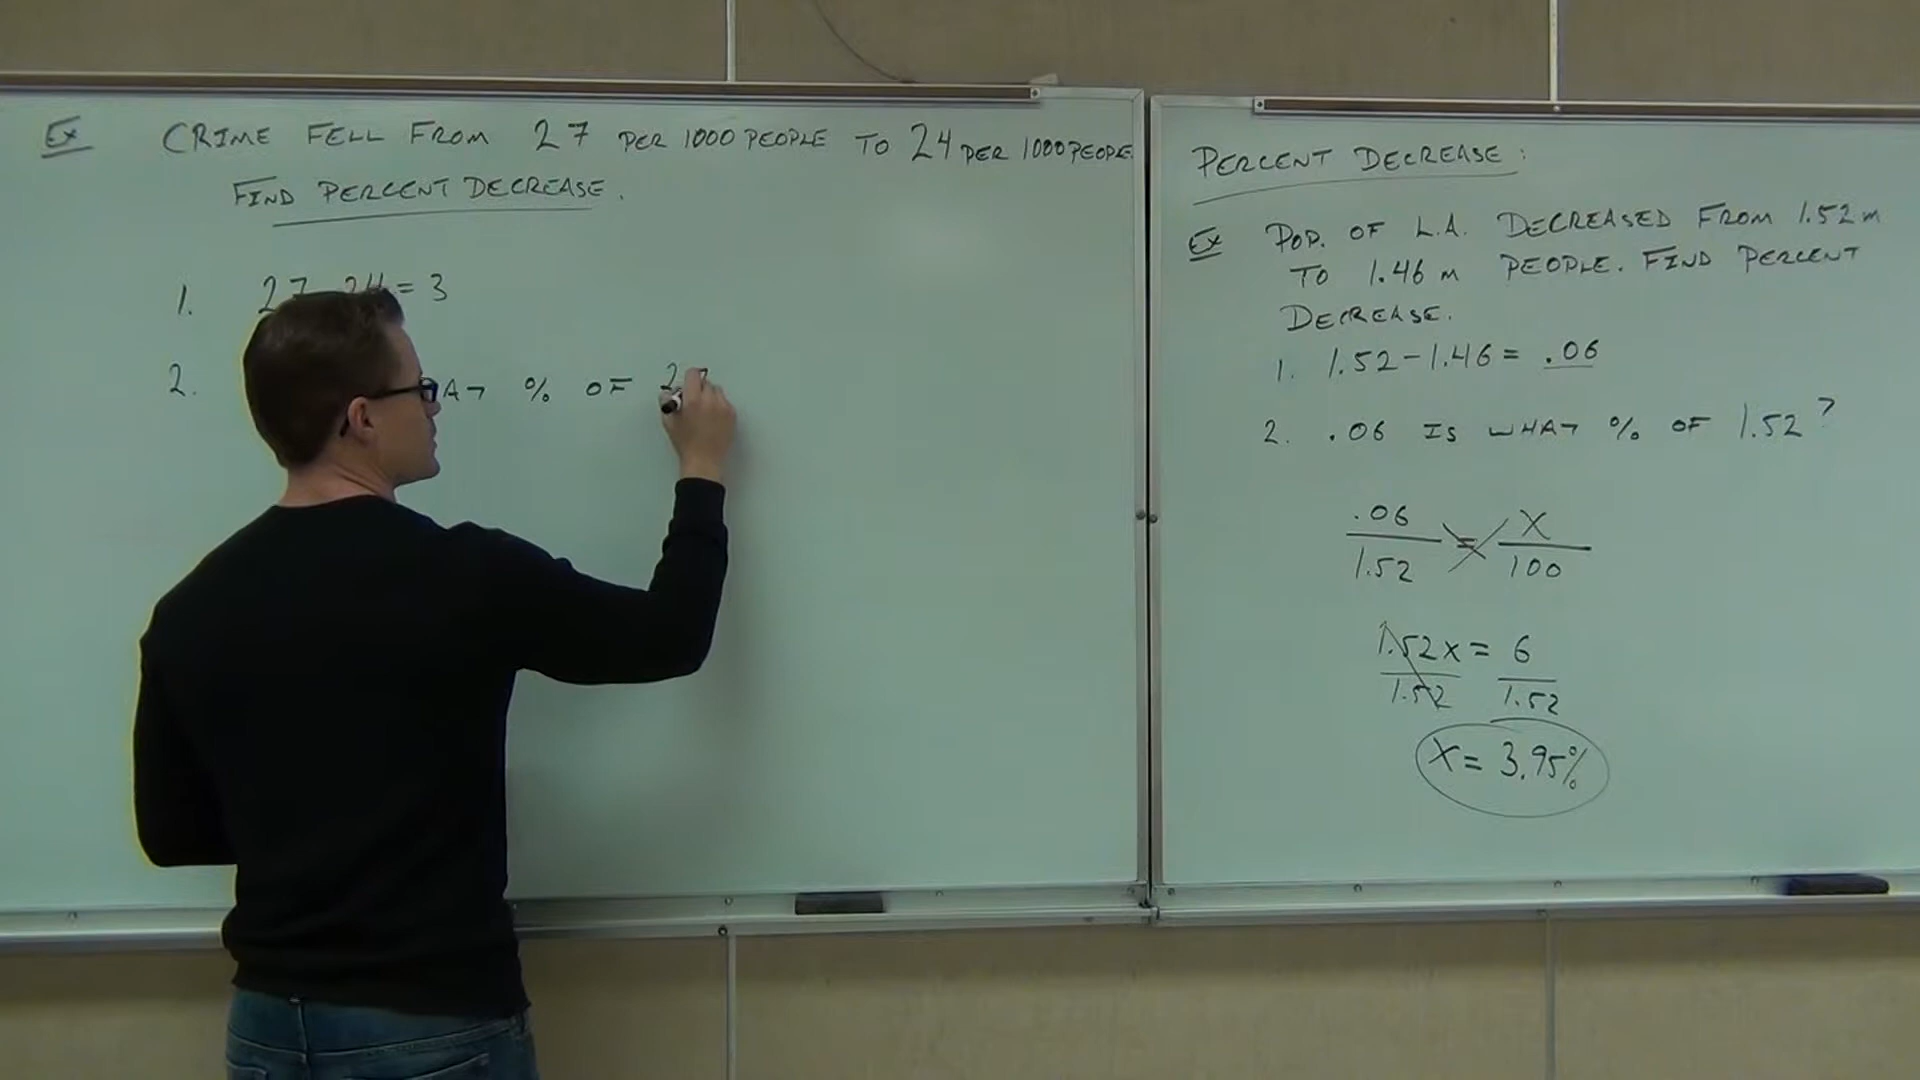 Ex CRIME FELL FROM 27 PER 1000 PEOPLE TO 24 PER 1000 PEOPLE.
FIND PERCENT DECREASE.
1. 27 24 = 3
2. AT % OF 27
PERCENT DECREASE:
Ex POP. OF L.A. DECREASED FROM 1.52 m
TO 1.46 m PEOPLE. FIND PERCENT
DECREASE.
1. 1.52 - 1.46 = .06
2. .06 IS WHAT % OF 1.52?
.06 / 1.52 = X / 100
1.52x / 1.52 = 6 / 1.52
X = 3.95%